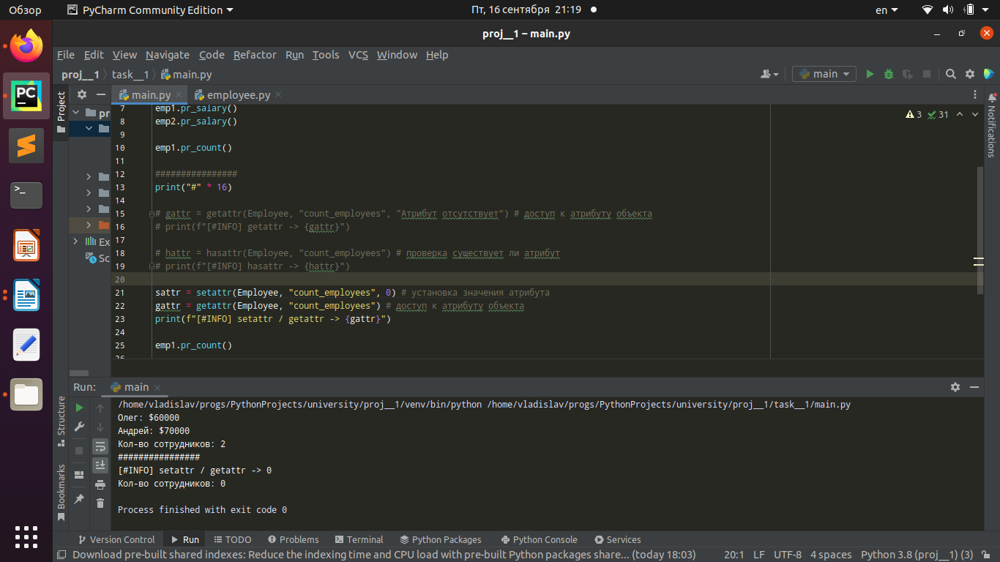 Обзор PyCharm Community Edition Пт, 16 сентября 21:19 en
proj__1 – main.py
File Edit View Navigate Code Refactor Run Tools VCS Window Help
proj__1 task__1 main.py main
Project main.py employee.py
7 emp1.pr_salary()
8 emp2.pr_salary()
3 31
9
10 emp1.pr_count()
11
12 ################
13 print("#" * 16)
14
15 # gattr = getattr(Employee, "count_employees", "Атрибут отсутствует") # доступ к атрибуту объекта
16 # print(f"[#INFO] getattr -> {gattr}")
17
18 # hattr = hasattr(Employee, "count_employees") # проверка существует ли атрибут
19 # print(f"[#INFO] hasattr -> {hattr}")
20
21 sattr = setattr(Employee, "count_employees", 0) # установка значения атрибута
22 gattr = getattr(Employee, "count_employees") # доступ к атрибуту объекта
23 print(f"[#INFO] setattr / getattr -> {gattr}")
24
25 emp1.pr_count()
26
pr
Ex
Sc
Notifications
Run: main
/home/vladislav/progs/PythonProjects/university/proj__1/venv/bin/python /home/vladislav/progs/PythonProjects/university/proj__1/task__1/main.py
Олег: $60000
Андрей: $70000
Кол-во сотрудников: 2
################
[#INFO] setattr / getattr -> 0
Кол-во сотрудников: 0
Process finished with exit code 0
Structure
Bookmarks
Version Control Run TODO Problems Terminal Python Packages Python Console Services
Download pre-built shared indexes: Reduce the indexing time and CPU load with pre-built Python packages share... (today 18:03) 20:1 LF UTF-8 4 spaces Python 3.8 (proj__1) (3)